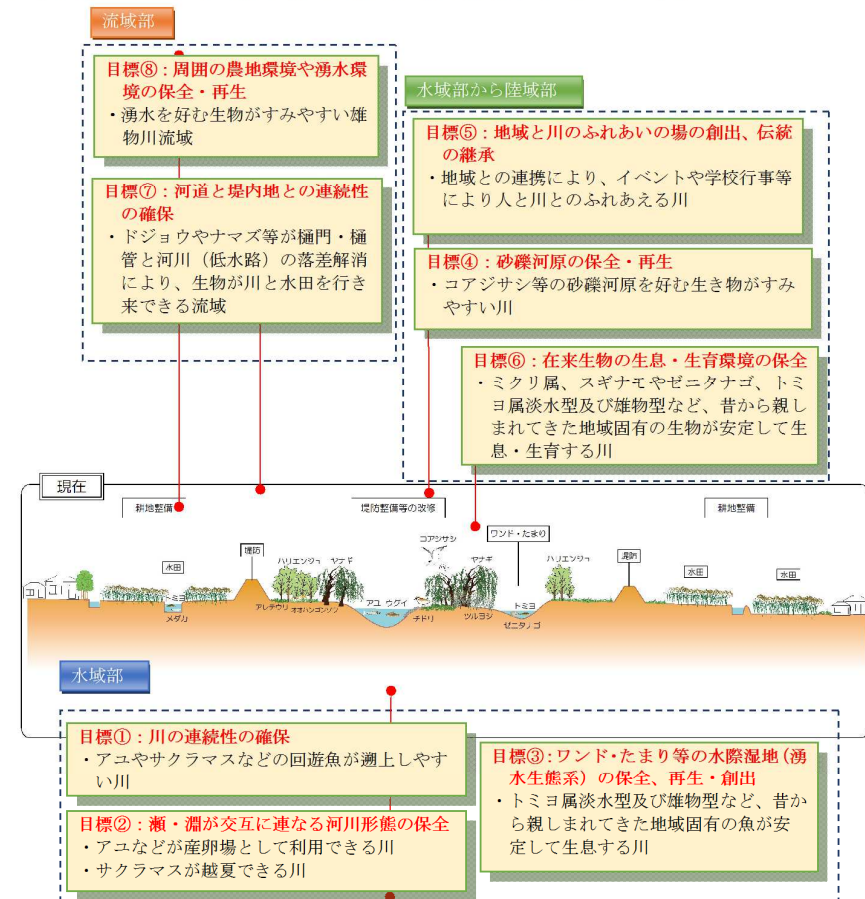 流域部
目標⑧：周囲の農地環境や湧水環
境の保全・再生
・湧水を好む生物がすみやすい雄
物川流域
目標⑦：河道と堤内地との連続性
の確保
・ドジョウやナマズ等が樋門・樋
管と河川（低水路）の落差解消
により、生物が川と水田を行き
来できる流域
水域部から陸域部
目標⑤：地域と川のふれあいの場の創出、伝統
の継承
・地域との連携により、イベントや学校行事等
により人と川とのふれあえる川
目標④：砂礫河原の保全・再生
・コアジサシ等の砂礫河原を好む生き物がすみ
やすい川
目標⑥：在来生物の生息・生育環境の保全
・ミクリ属、スギナモやゼニタナゴ、トミ
ヨ属淡水型及び雄物型など、昔から親し
まれてきた地域固有の生物が安定して生
息・生育する川
現在
耕地整備
堤防整備等の改修
耕地整備
水田
堤防
ハリエンジュ
ヤナギ
コアジサシ
ヤナギ
ワンド・たまり
ハリエンジュ
堤防
水田
水田
トミヨ
メダカ
アレチウリ
オオハンゴンソウ
アユ
ウグイ
チドリ
ツルヨシ
トミヨ
ゼニタナゴ
水域部
目標①：川の連続性の確保
・アユやサクラマスなどの回遊魚が遡上しやす
い川
目標②：瀬・淵が交互に連なる河川形態の保全
・アユなどが産卵場として利用できる川
・サクラマスが越夏できる川
目標③：ワンド・たまり等の水際湿地（湧
水生態系）の保全、再生・創出
・トミヨ属淡水型及び雄物型など、昔か
ら親しまれてきた地域固有の魚が安
定して生息する川